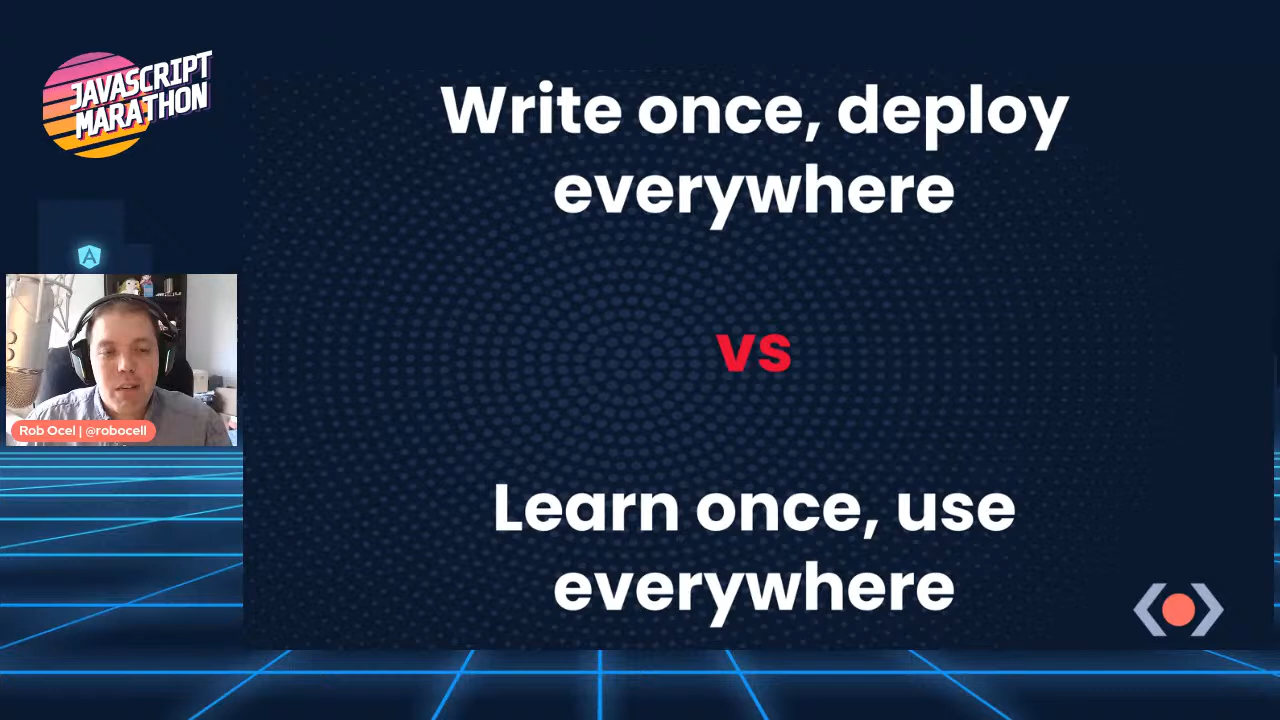 JAVASCRIPT
MARATHON
Write once, deploy
everywhere
vs
Learn once, use
everywhere
Rob Ocel | @robocell